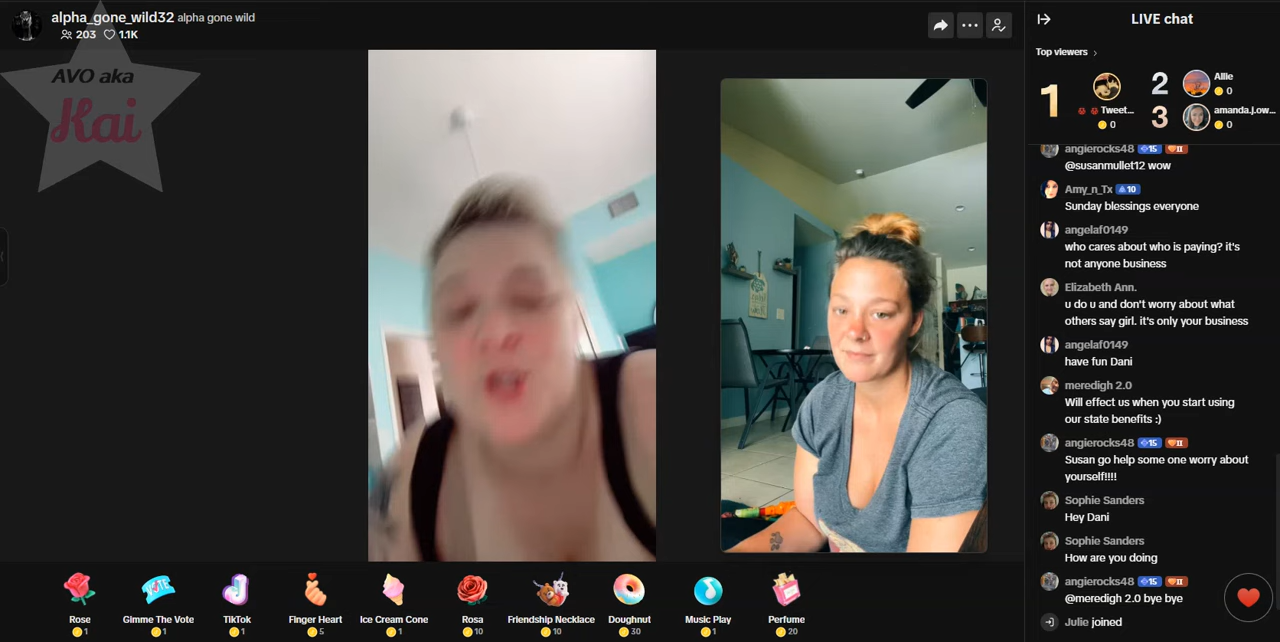 alpha_gone_wild32 alpha gone wild
203 1.1K
AVO aka
Kai
LIVE chat
Top viewers
1
Tweet...
0
2
Allie
0
3
amanda.j.ow...
0
angierocks48 15 II
@susanmullet12 wow
Amy_n_Tx 10
Sunday blessings everyone
angelaf0149
who cares about who is paying? it's
not anyone business
Elizabeth Ann.
u do u and don't worry about what
others say girl. it's only your business
angelaf0149
have fun Dani
meredigh 2.0
Will effect us when you start using
our state benefits :)
angierocks48 15 II
Susan go help some one worry about
yourself!!!!
Sophie Sanders
Hey Dani
Sophie Sanders
How are you doing
angierocks48 15 II
@meredigh 2.0 bye bye
Julie joined
VOTE
Rose
1
Gimme The Vote
1
TikTok
1
Finger Heart
5
Ice Cream Cone
1
Rosa
10
Friendship Necklace
10
Doughnut
30
Music Play
1
Perfume
20